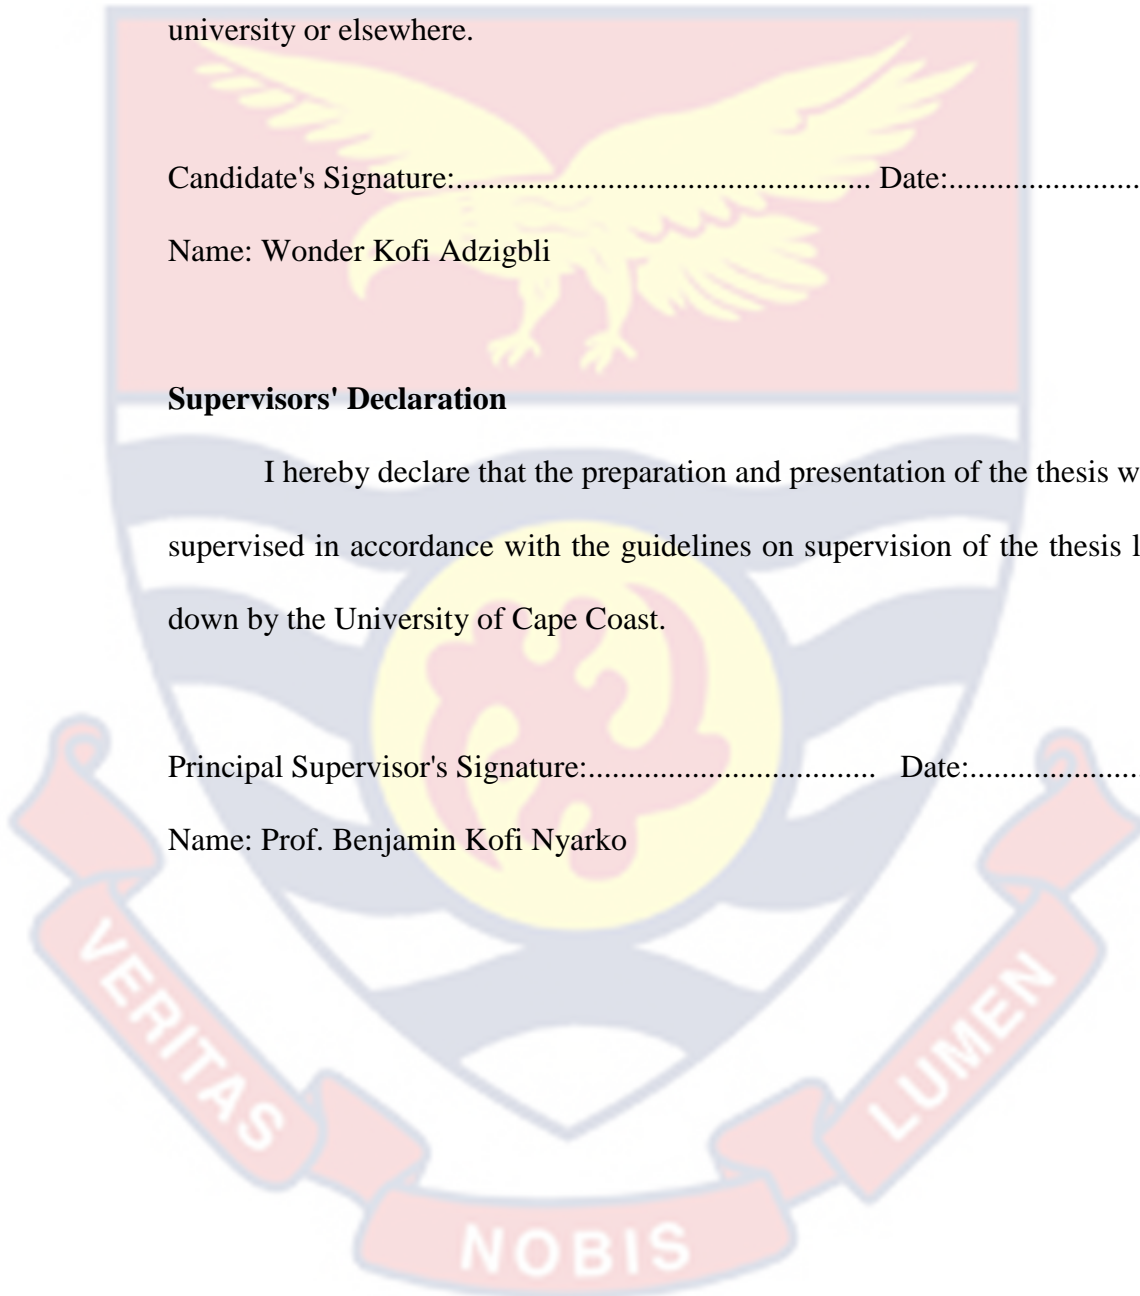 university or elsewhere.
Candidate's Signature:.................................................... Date:........................
Name: Wonder Kofi Adzigbli
Supervisors' Declaration
I hereby declare that the preparation and presentation of the thesis w
supervised in accordance with the guidelines on supervision of the thesis l
down by the University of Cape Coast.
Principal Supervisor's Signature:.................................... Date:......................
Name: Prof. Benjamin Kofi Nyarko
VERITAS
NOBIS
LUMEN